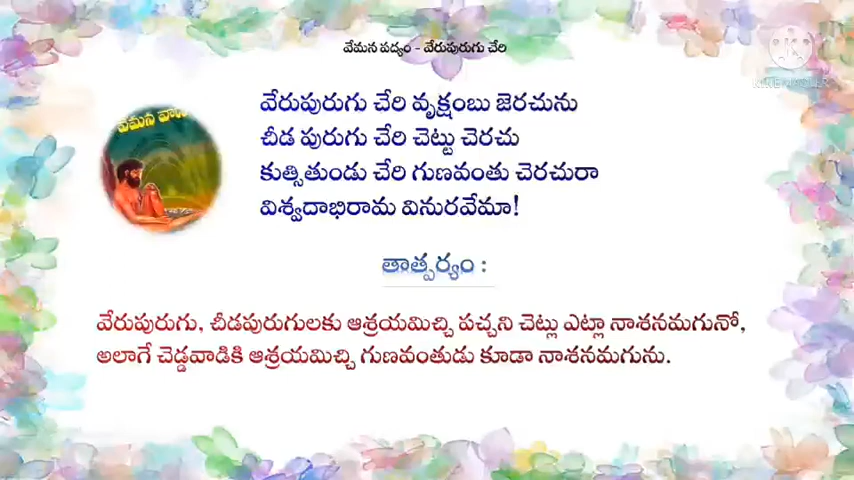 వేమన పద్యం - వేరుపురుగు చేరి
వేరుపురుగు చేరి వృక్షంబు జెరచును
చీడ పురుగు చేరి చెట్టు చెరచు
కుత్సితుండు చేరి గుణవంతు చెరచురా
విశ్వదాభిరామ వినురవేమా!
తాత్పర్యం :
వేరుపురుగు, చీడపురుగులకు ఆశ్రయమిచ్చి పచ్చని చెట్లు ఎట్లా నాశనమగునో,
అలాగే చెడ్డవాడికి ఆశ్రయమిచ్చి గుణవంతుడు కూడా నాశనమగును.
వేమన